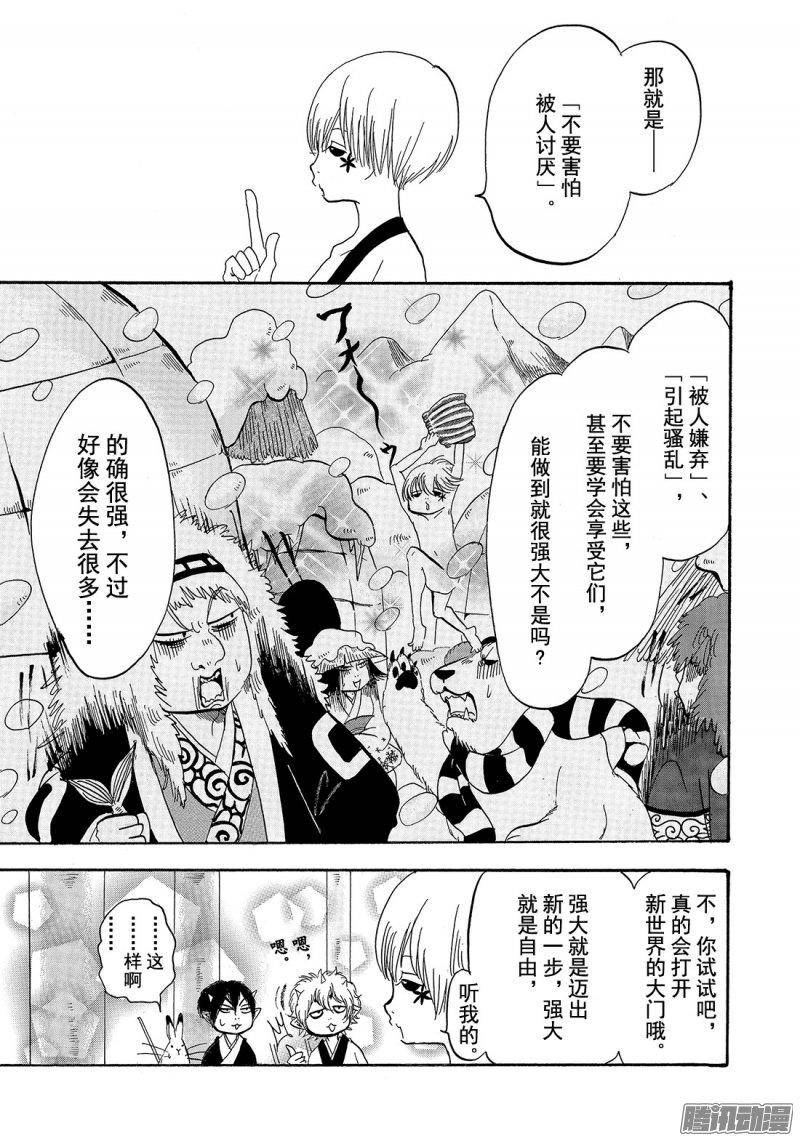 那就是——
「不要害怕
被人讨厌」。
「被人嫌弃」、
「引起骚乱」，
不要害怕这些，
甚至要学会享受它们，
能做到就很强大不是吗？
アオ〜ッ
的确很强，不过
好像会失去很多……
不，你试试吧，
真的会打开
新世界的大门哦。
强大就是迈出
新的一步，强大
就是自由，
听我的。
嗯嗯，
嗯。
……这
……样啊
腾讯动漫